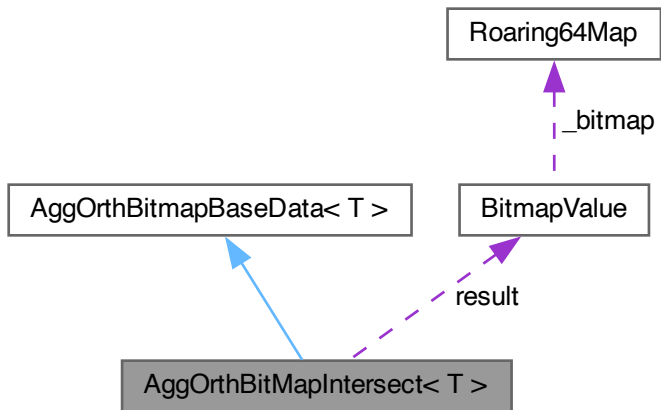 Roaring64Map
_bitmap
AggOrthBitmapBaseData< T >
BitmapValue
result
AggOrthBitMapIntersect< T >